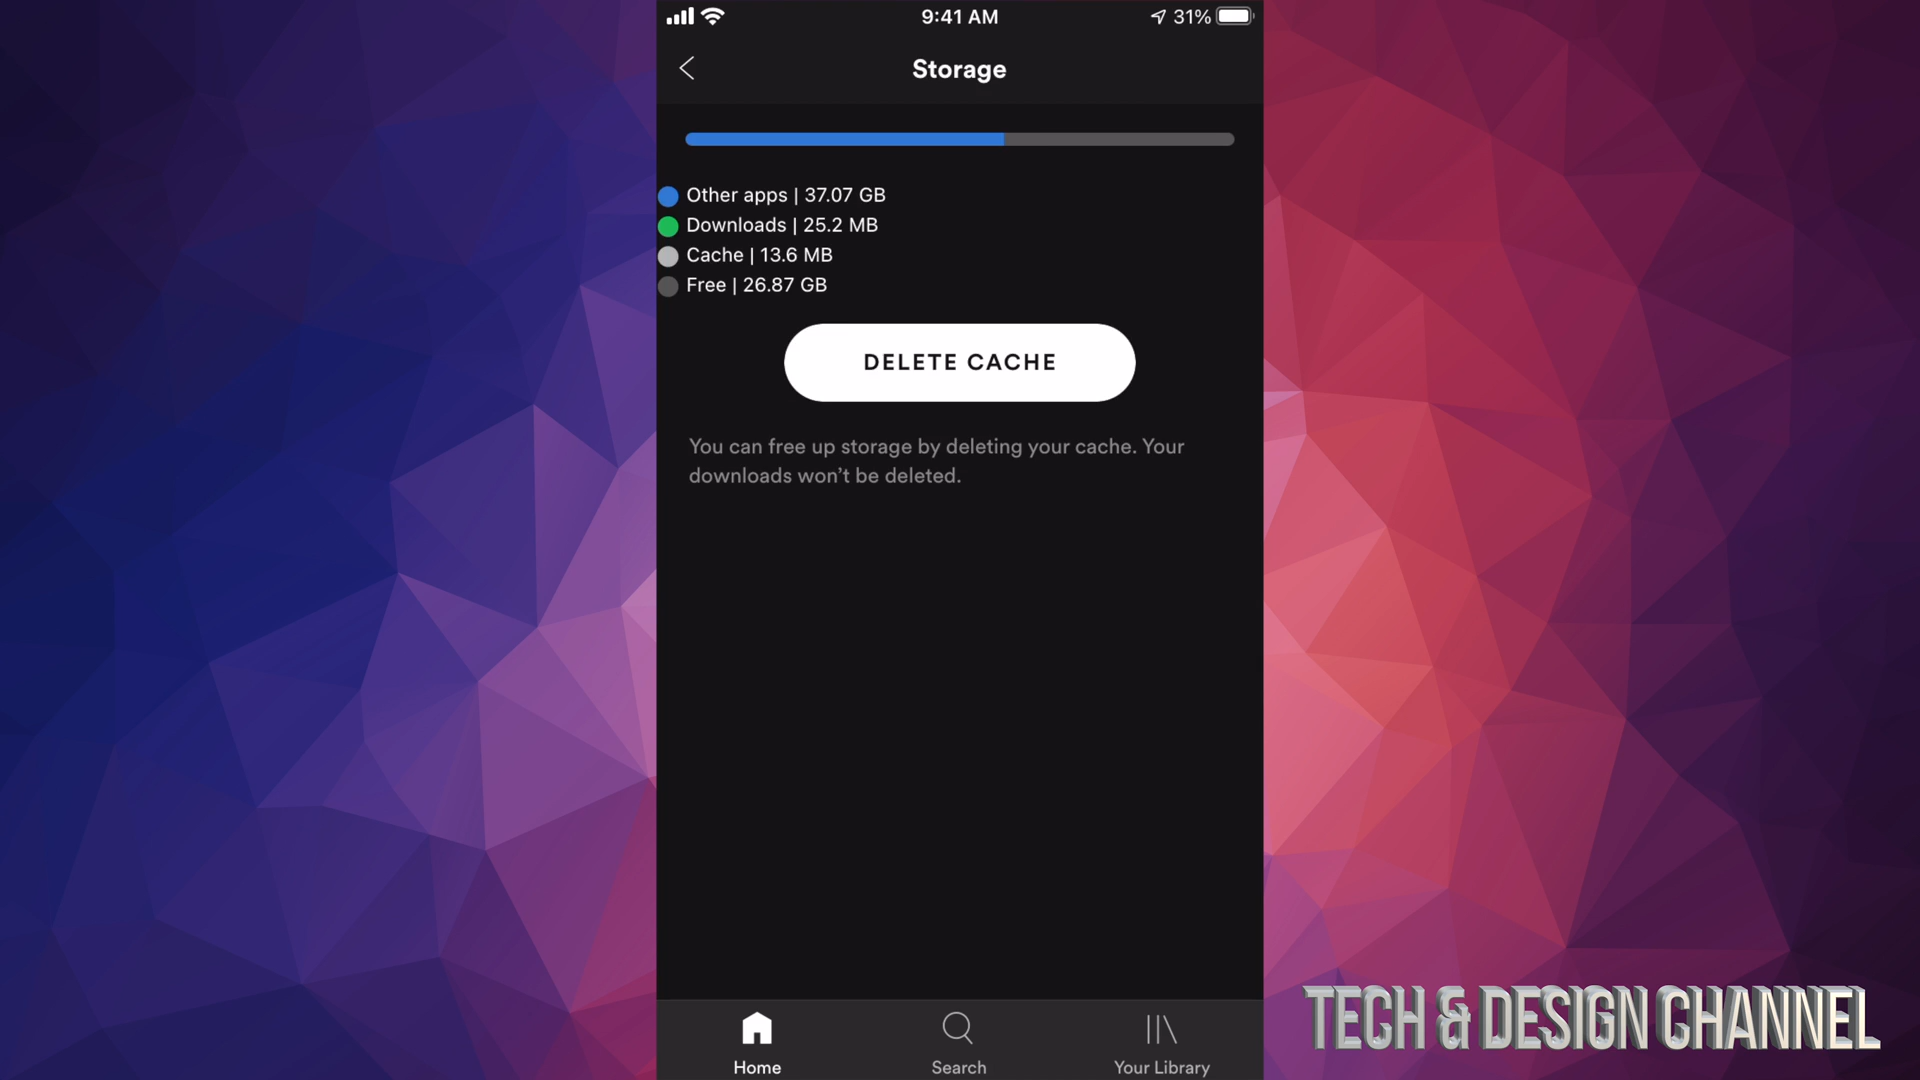 9:41 AM
31%
Storage
Other apps | 37.07 GB
Downloads | 25.2 MB
Cache | 13.6 MB
Free | 26.87 GB
DELETE CACHE
You can free up storage by deleting your cache. Your
downloads won’t be deleted.
Home
Search
Your Library
TECH & DESIGN CHANNEL